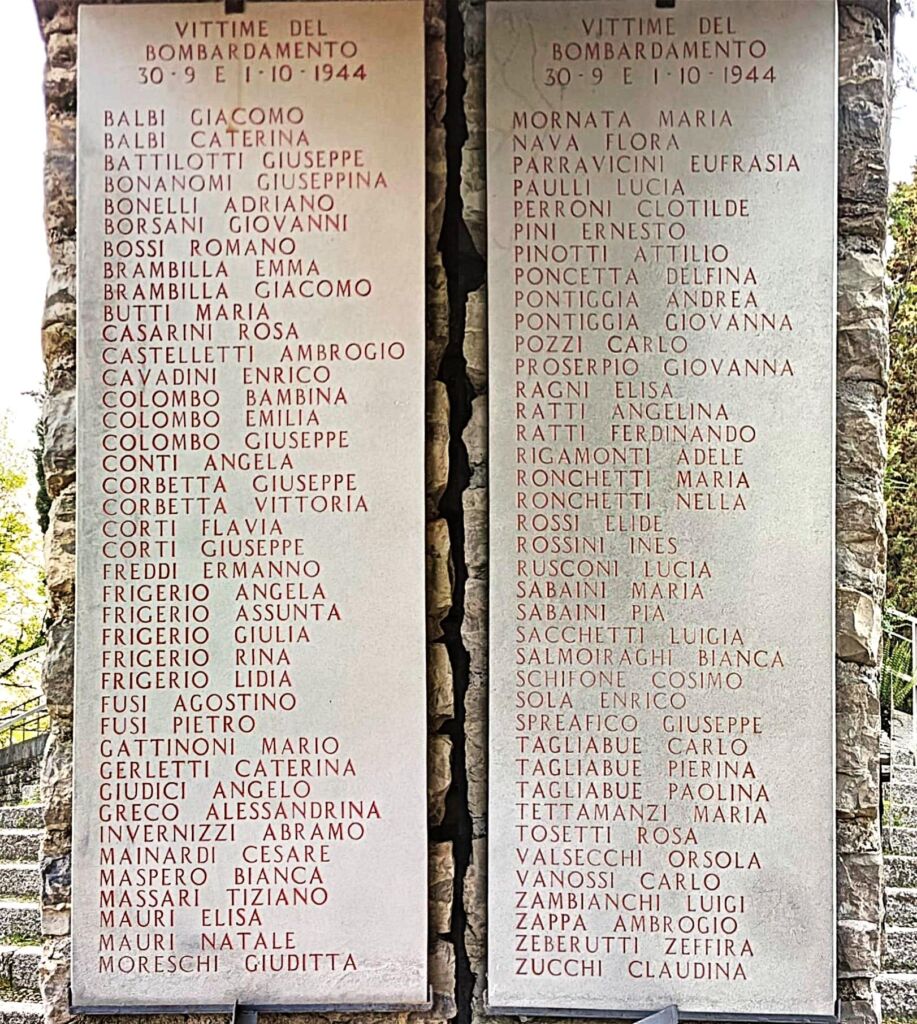 VITTIME DEL
BOMBARDAMENTO
30-9 E 1-10-1944
BALBI GIACOMO
BALBI CATERINA
BATTILOTTI GIUSEPPE
BONANOMI GIUSEPPINA
BONELLI ADRIANO
BORSANI GIOVANNI
BOSSI ROMANO
BRAMBILLA EMMA
BRAMBILLA GIACOMO
BUTTI MARIA
CASARINI ROSA
CASTELLETTI AMBROGIO
CAVADINI ENRICO
COLOMBO BAMBINA
COLOMBO EMILIA
COLOMBO GIUSEPPE
CONTI ANGELA
CORBETTA GIUSEPPE
CORBETTA VITTORIA
CORTI FLAVIA
CORTI GIUSEPPE
FREDDI ERMANNO
FRIGERIO ANGELA
FRIGERIO ASSUNTA
FRIGERIO GIULIA
FRIGERIO RINA
FRIGERIO LIDIA
FUSI AGOSTINO
FUSI PIETRO
GATTINONI MARIO
GERLETTI CATERINA
GIUDICI ANGELO
GRECO ALESSANDRINA
INVERNIZZI ABRAMO
MAINARDI CESARE
MASPERO BIANCA
MASSARI TIZIANO
MAURI ELISA
MAURI NATALE
MORESCHI GIUDITTA
VITTIME DEL
BOMBARDAMENTO
30-9 E 1-10-1944
MORNATA MARIA
NAVA FLORA
PARRAVICINI EUFRASIA
PAULLI LUCIA
PERRONI CLOTILDE
PINI ERNESTO
PINOTTI ATTILIO
PONCETTA DELFINA
PONTIGGIA ANDREA
PONTIGGIA GIOVANNA
POZZI CARLO
PROSERPIO GIOVANNA
RAGNI ELISA
RATTI ANGELINA
RATTI FERDINANDO
RIGAMONTI ADELE
RONCHETTI MARIA
RONCHETTI NELLA
ROSSI ELIDE
ROSSINI INES
RUSCONI LUCIA
SABAINI MARIA
SABAINI PIA
SACCHETTI LUIGIA
SALMOIRAGHI BIANCA
SCHIFONE COSIMO
SOLA ENRICO
SPREAFICO GIUSEPPE
TAGLIABUE CARLO
TAGLIABUE PIERINA
TAGLIABUE PAOLINA
TETTAMANZI MARIA
TOSETTI ROSA
VALSECCHI ORSOLA
VANOSSI CARLO
ZAMBIANCHI LUIGI
ZAPPA AMBROGIO
ZEBERUTTI ZEFFIRA
ZUCCHI CLAUDINA